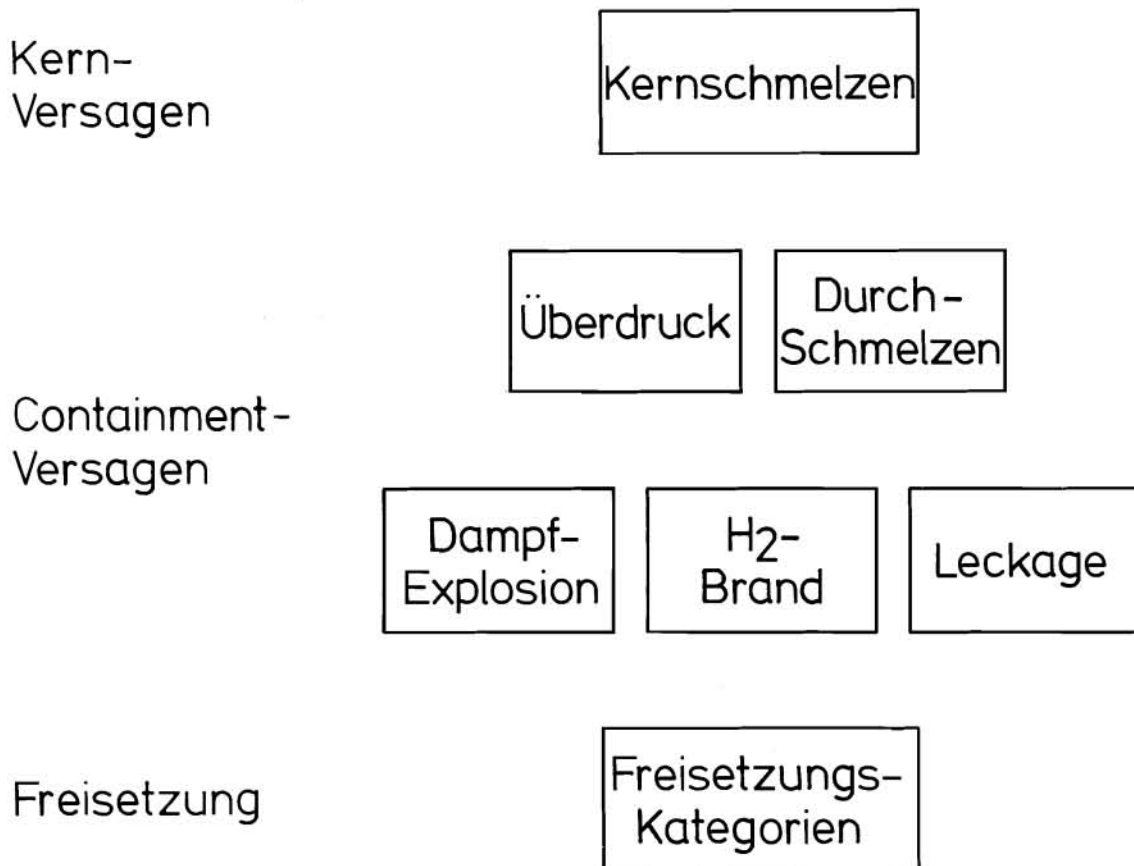 Kern-
Versagen
Kernschmelzen
Überdruck
Durch-
Schmelzen
Containment-
Versagen
Dampf-
Explosion
H2-
Brand
Leckage
Freisetzung
Freisetzungs-
Kategorien